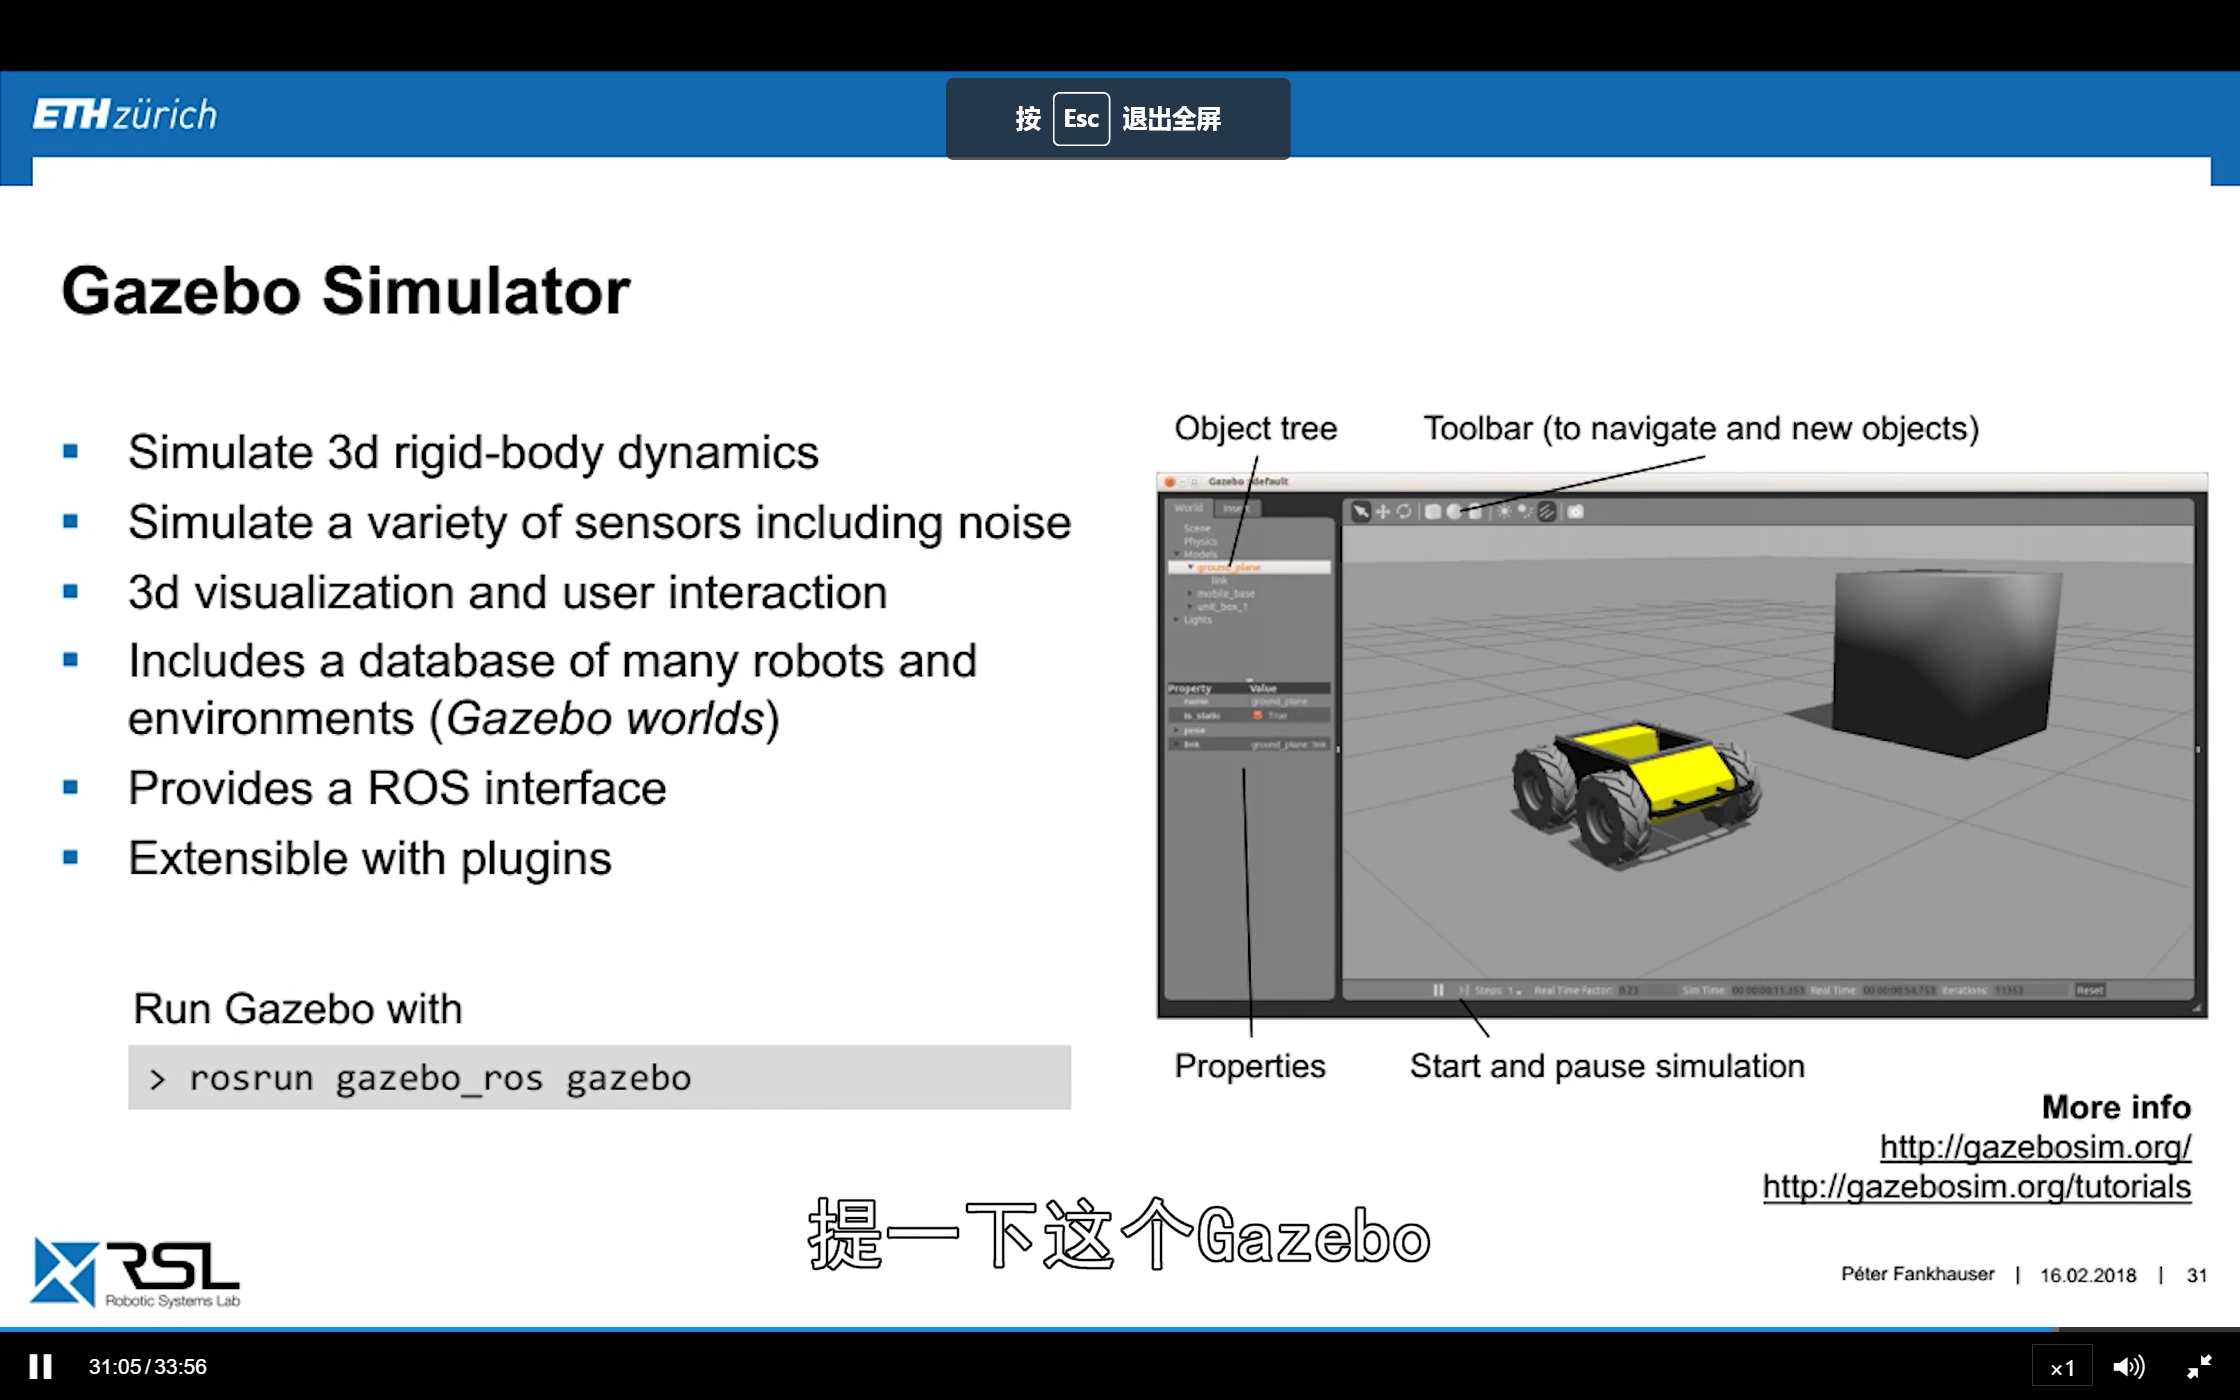 ETH zürich
按 Esc 退出全屏
Gazebo Simulator
Simulate 3d rigid-body dynamics
Simulate a variety of sensors including noise
3d visualization and user interaction
Includes a database of many robots and
environments (Gazebo worlds)
Provides a ROS interface
Extensible with plugins
Run Gazebo with
> rosrun gazebo_ros gazebo
Object tree
Toolbar (to navigate and new objects)
Gazebo default
World Insert
Scene
Physics
Models
ground_plane
link
mobile_base
unit_box_1
Lights
Property Value
name ground_plane
is_static True
pose
link ground_plane::link
Steps: 1 Real Time Factor: 0.23 Sim Time: 00:00:00:11.353 Real Time: 00:00:00:54.753 Iterations: 11353 Reset
Properties
Start and pause simulation
More info
http://gazebosim.org/
http://gazebosim.org/tutorials
提一下这个Gazebo
RSL
Robotic Systems Lab
Péter Fankhauser | 16.02.2018 | 31
31:05/33:56
×1